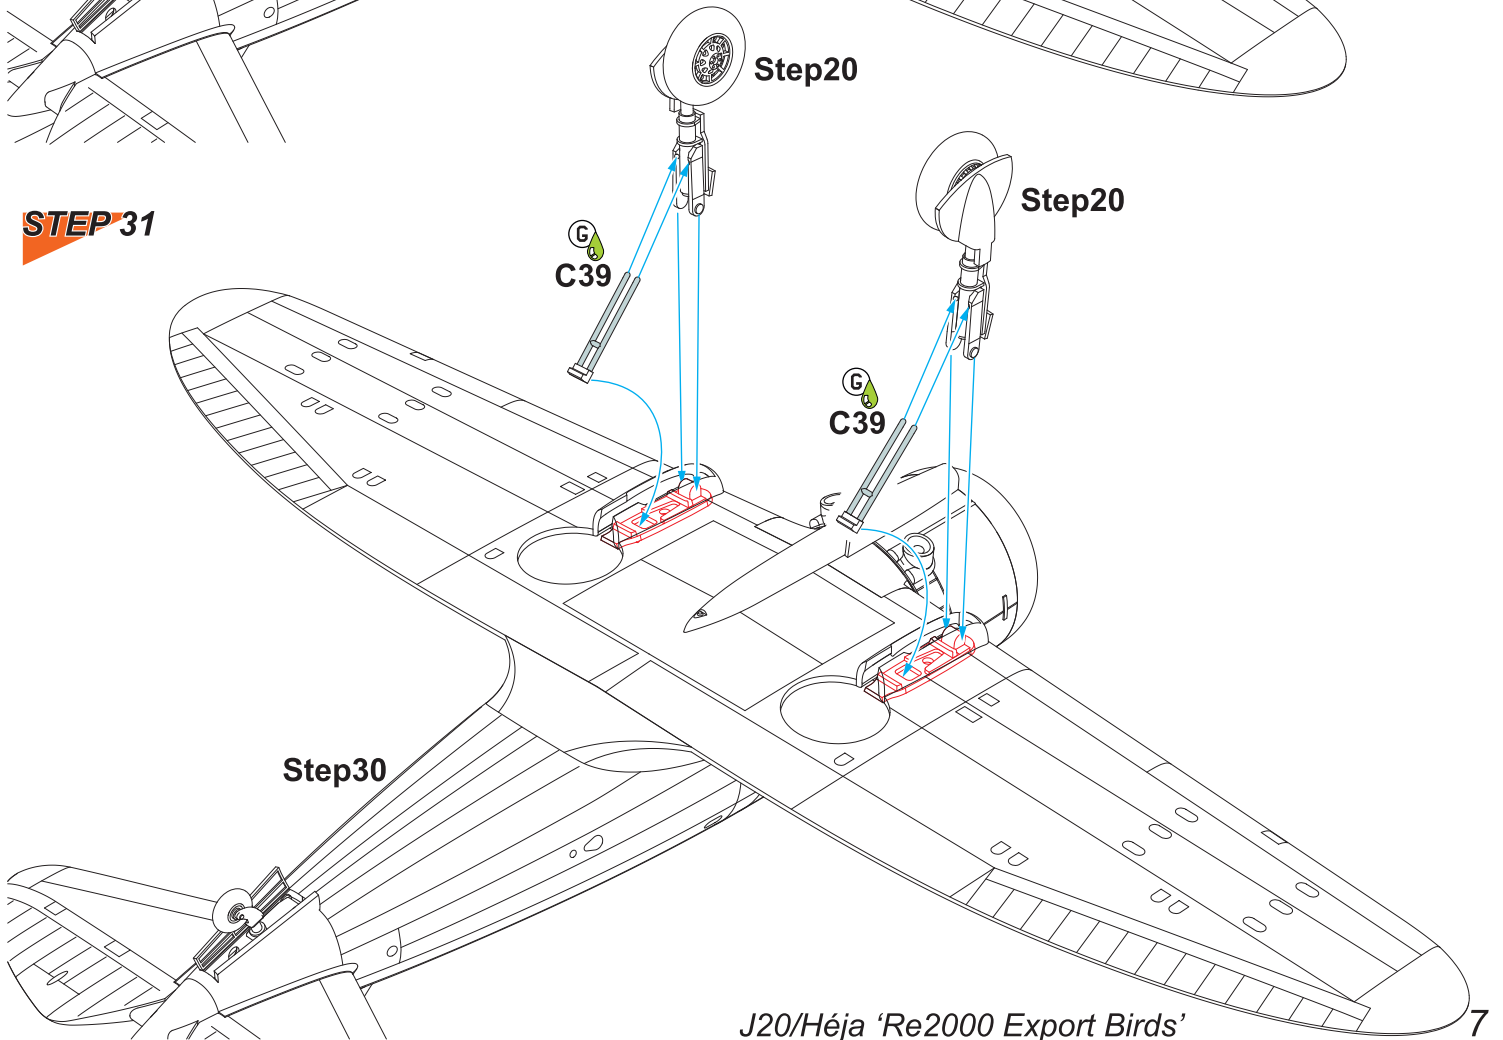 Step20
Step20
STEP 31
G
C39
G
C39
Step30
J20/Héja ‘Re2000 Export Birds’
7